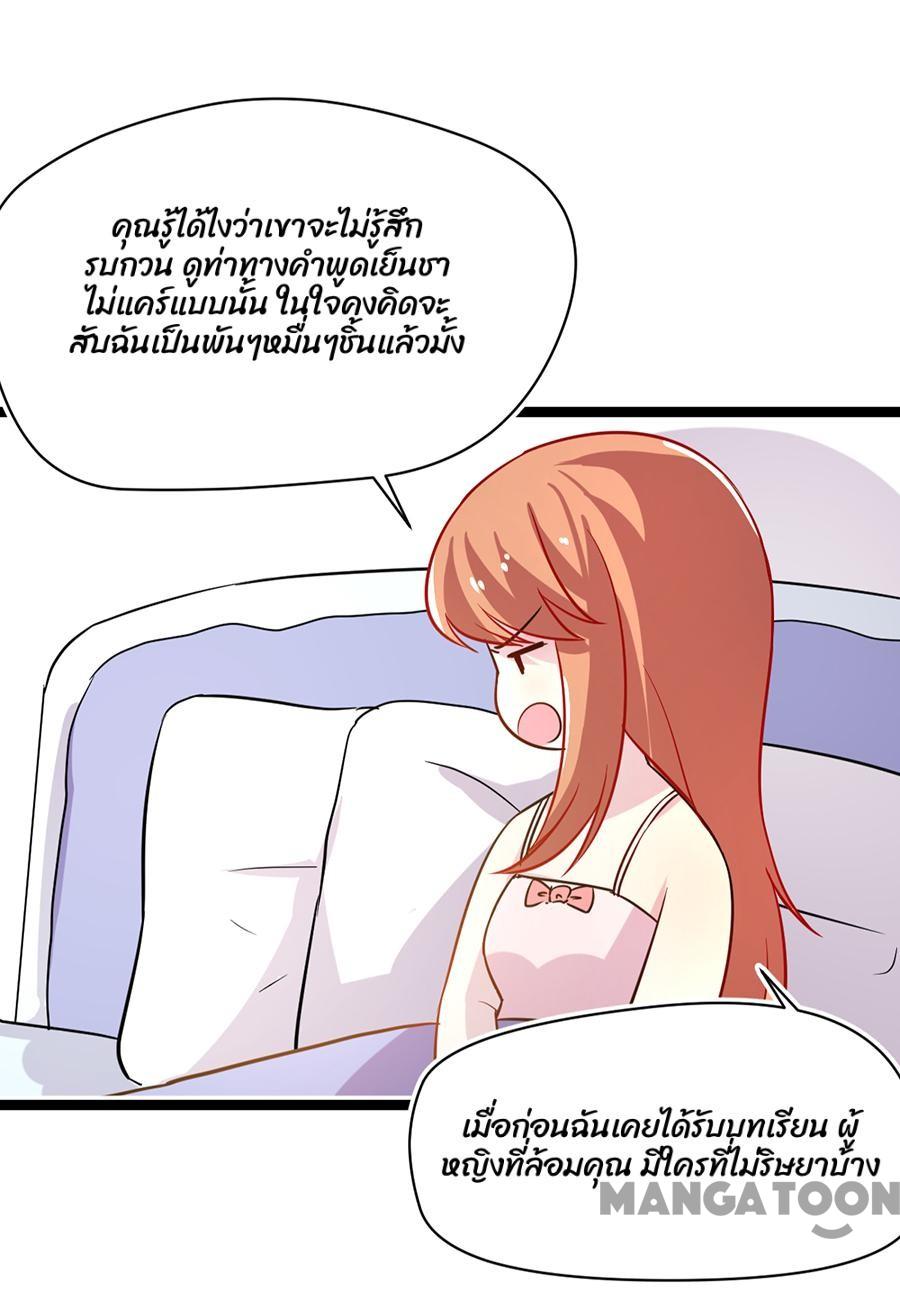 คุณรู้ได้ไงว่าเขาจะไม่รู้สึก
รบกวน ดูท่าทางคำพูดเย็นชา
ไม่แคร์แบบนั้น ในใจคงคิดจะ
สับฉันเป็นพันๆหมื่นๆชิ้นแล้วมั้ง
เมื่อก่อนฉันเคยได้รับบทเรียน ผู้
หญิงที่ล้อมคุณ มีใครที่ไม่ริษยาบ้าง
MANGATOON